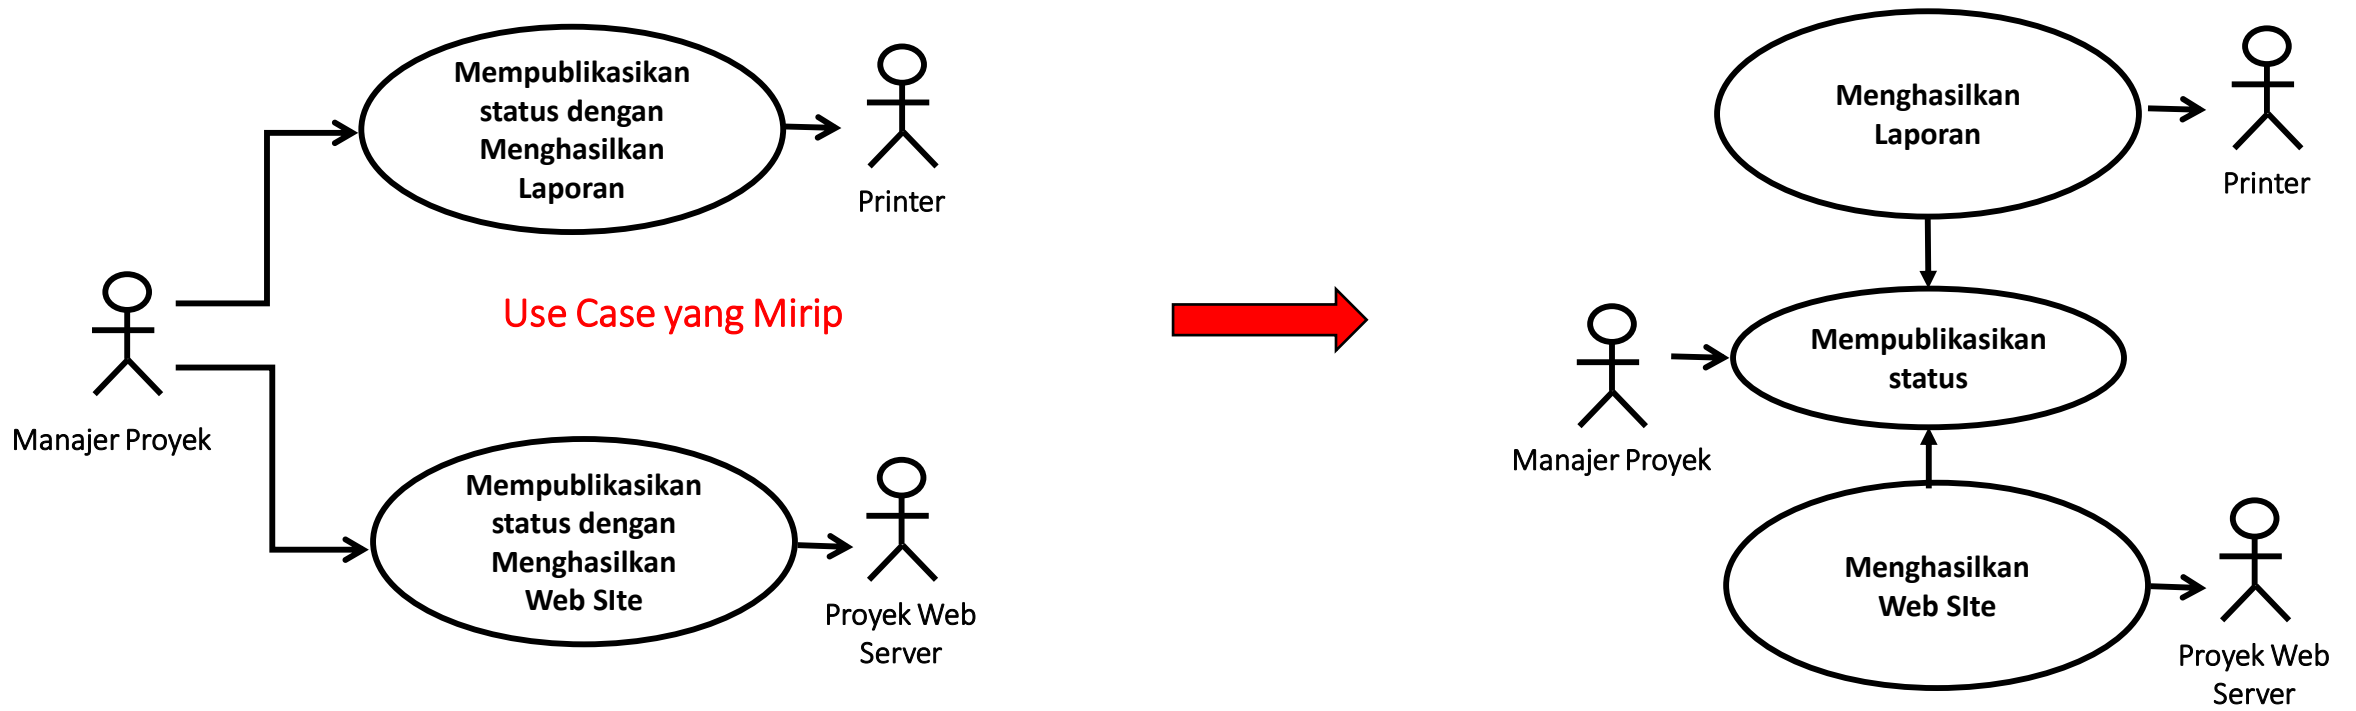 Mempublikasikan
status dengan
Menghasilkan
Laporan
Printer
Use Case yang Mirip
Manajer Proyek
Mempublikasikan
status dengan
Menghasilkan
Web SIte
Proyek Web
Server
Menghasilkan
Laporan
Printer
Mempublikasikan
status
Manajer Proyek
Menghasilkan
Web SIte
Proyek Web
Server